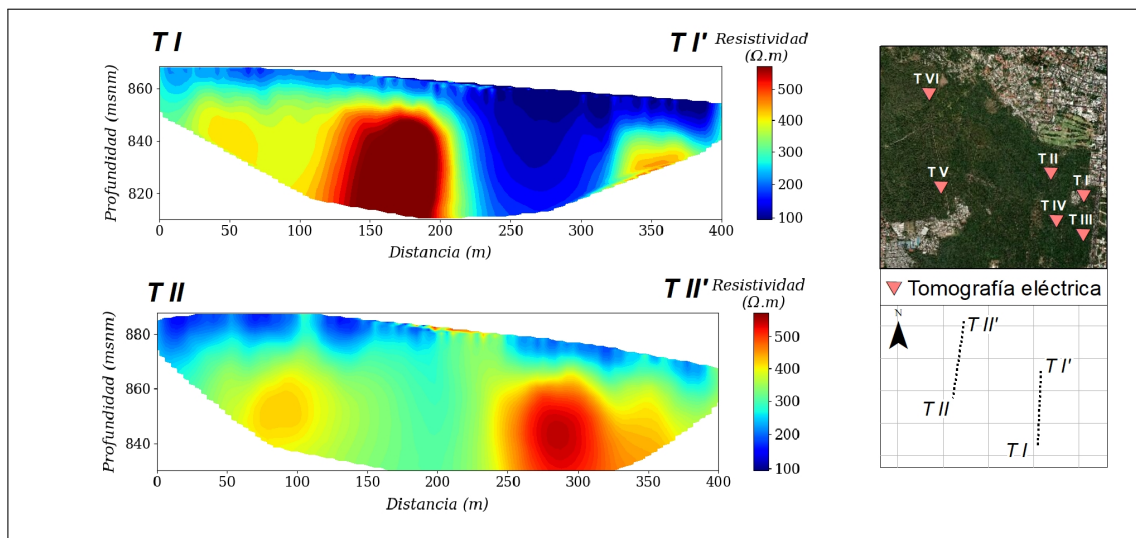 T I
T I'
Resistividad
(Ω.m)
Profundidad (msnm)
860
840
820
0
50
100
150
200
250
300
350
400
Distancia (m)
500
400
300
200
100
T II
T II'
Resistividad
(Ω.m)
Profundidad (msnm)
880
860
840
0
50
100
150
200
250
300
350
400
Distancia (m)
500
400
300
200
100
T VI
T II
T V
T I
T IV
T III
Tomografía eléctrica
N
T II'
T I'
T II
T I